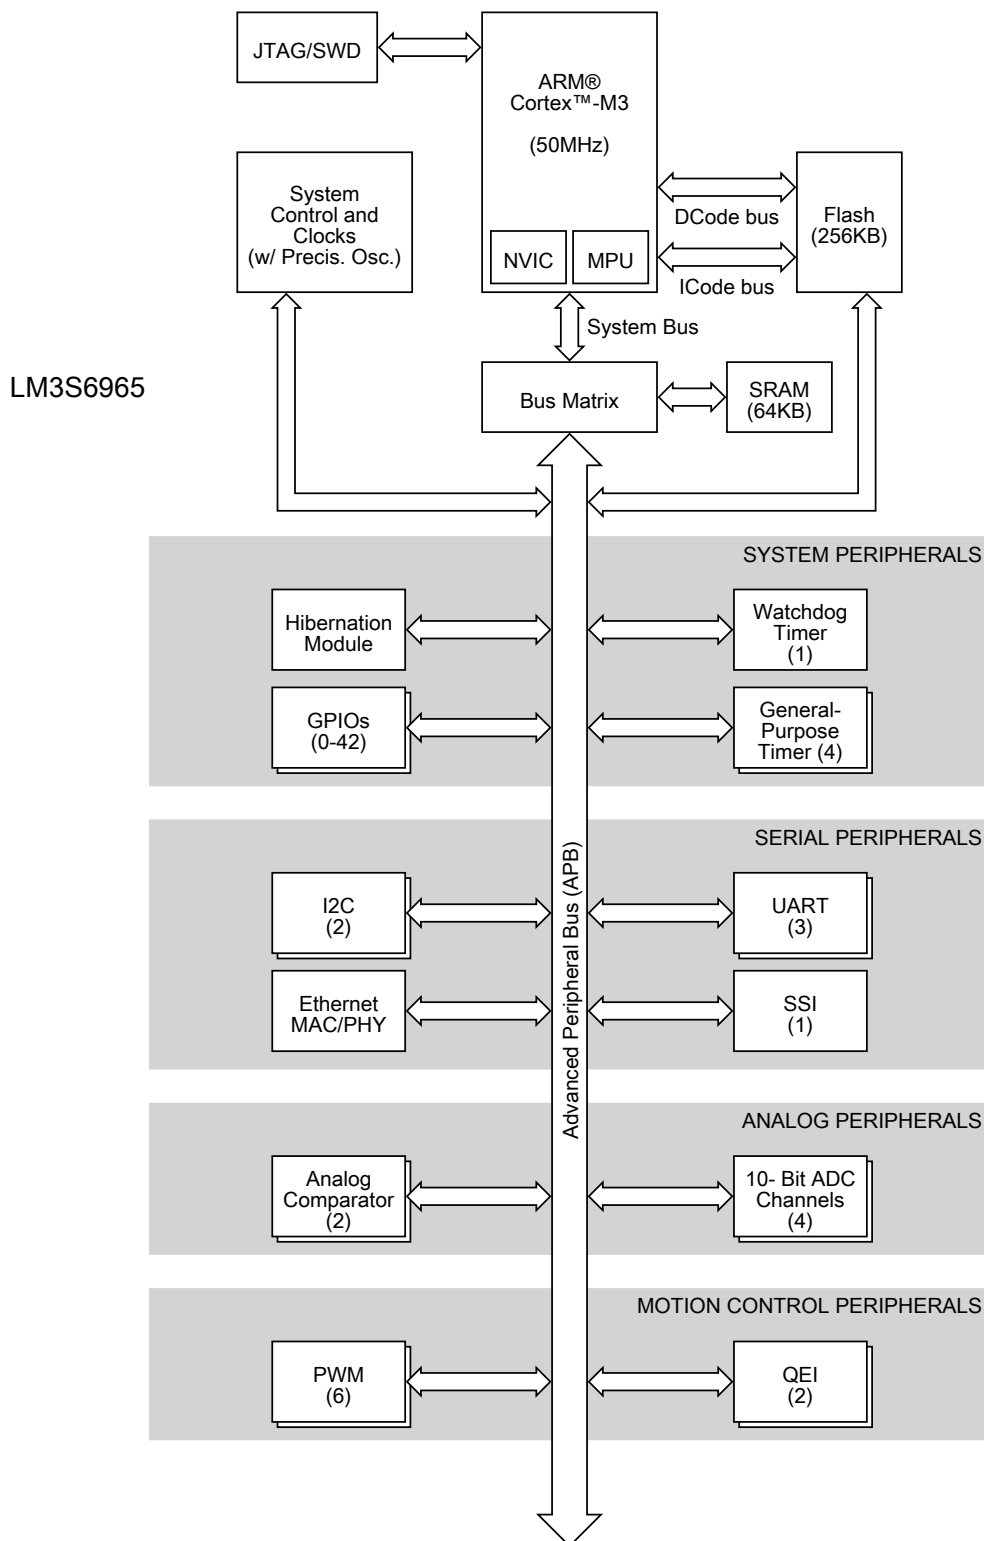 JTAG/SWD
ARM®
Cortex™-M3
(50MHz)
System
Control and
Clocks
(w/ Precis. Osc.)
NVIC
MPU
DCode bus
ICode bus
Flash
(256KB)
System Bus
LM3S6965
Bus Matrix
SRAM
(64KB)
SYSTEM PERIPHERALS
Hibernation
Module
Watchdog
Timer
(1)
GPIOs
(0-42)
General-
Purpose
Timer (4)
Advanced Peripheral Bus (APB)
SERIAL PERIPHERALS
I2C
(2)
UART
(3)
Ethernet
MAC/PHY
SSI
(1)
ANALOG PERIPHERALS
Analog
Comparator
(2)
10- Bit ADC
Channels
(4)
MOTION CONTROL PERIPHERALS
PWM
(6)
QEI
(2)